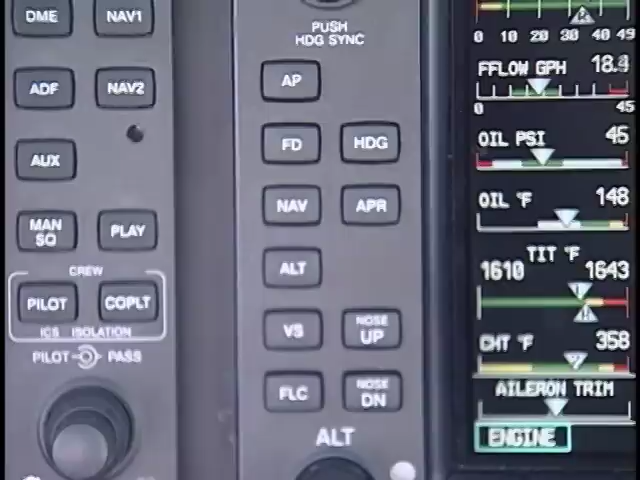 DME NAV1
ADF NAV2
AUX
MAN
SQ
PLAY
CREW
PILOT COPLT
ICS ISOLATION
PILOT PASS
PUSH
HDG SYNC
AP
FD HDG
NAV APR
ALT
VS
NOSE
UP
FLC
NOSE
DN
ALT
0 10 20 30 40 49
FFLOW GPH 18.4
0 45
OIL PSI 45
OIL °F 148
TIT °F
1610 1643
CHT °F 358
AILERON TRIM
ENGINE